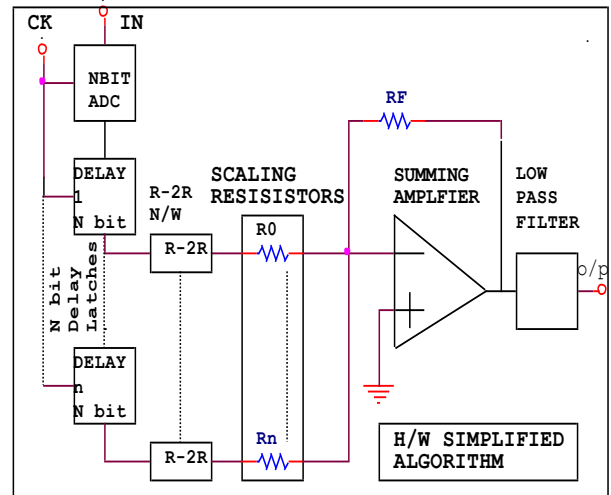 CK
IN
NBIT
ADC
RF
DELAY
1
N bit
R-2R
N/W
SCALING
RESISISTORS
SUMMING
AMPLFIER
LOW
PASS
FILTER
R-2R
R0
o/p
N bit
Delay
Latches
DELAY
n
N bit
R-2R
Rn
H/W SIMPLIFIED
ALGORITHM